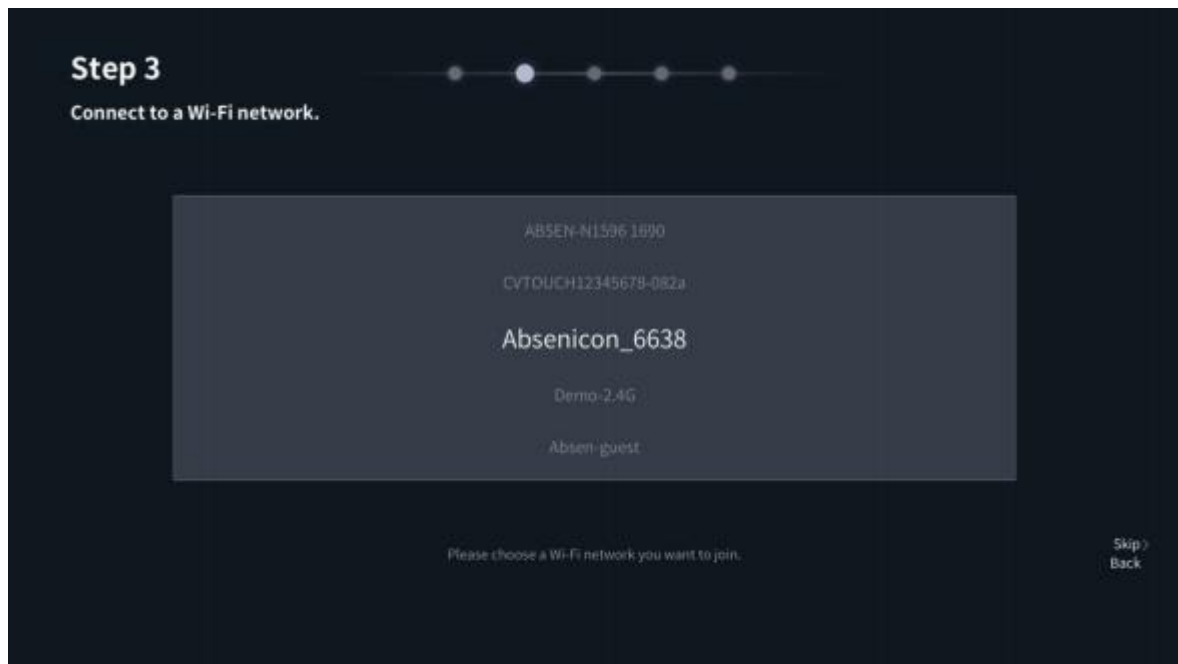 Step 3
Connect to a Wi-Fi network.
ABSEN-N1596 1690
CVTOUCH12345678-082a
Absenicon_6638
Demo-2.4G
Absen-guest
Please choose a Wi-Fi network you want to join.
Skip>
Back